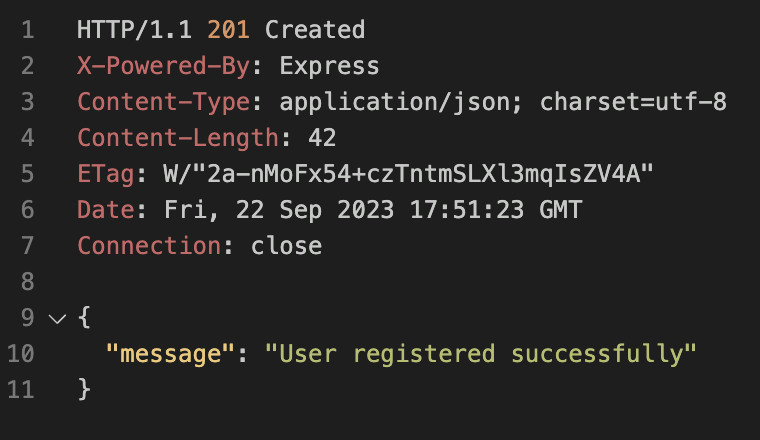 1 HTTP/1.1 201 Created
2 X-Powered-By: Express
3 Content-Type: application/json; charset=utf-8
4 Content-Length: 42
5 ETag: W/"2a-nMoFx54+czTntmSLXl3mqIsZV4A"
6 Date: Fri, 22 Sep 2023 17:51:23 GMT
7 Connection: close
8
9 {
10 "message": "User registered successfully"
11 }